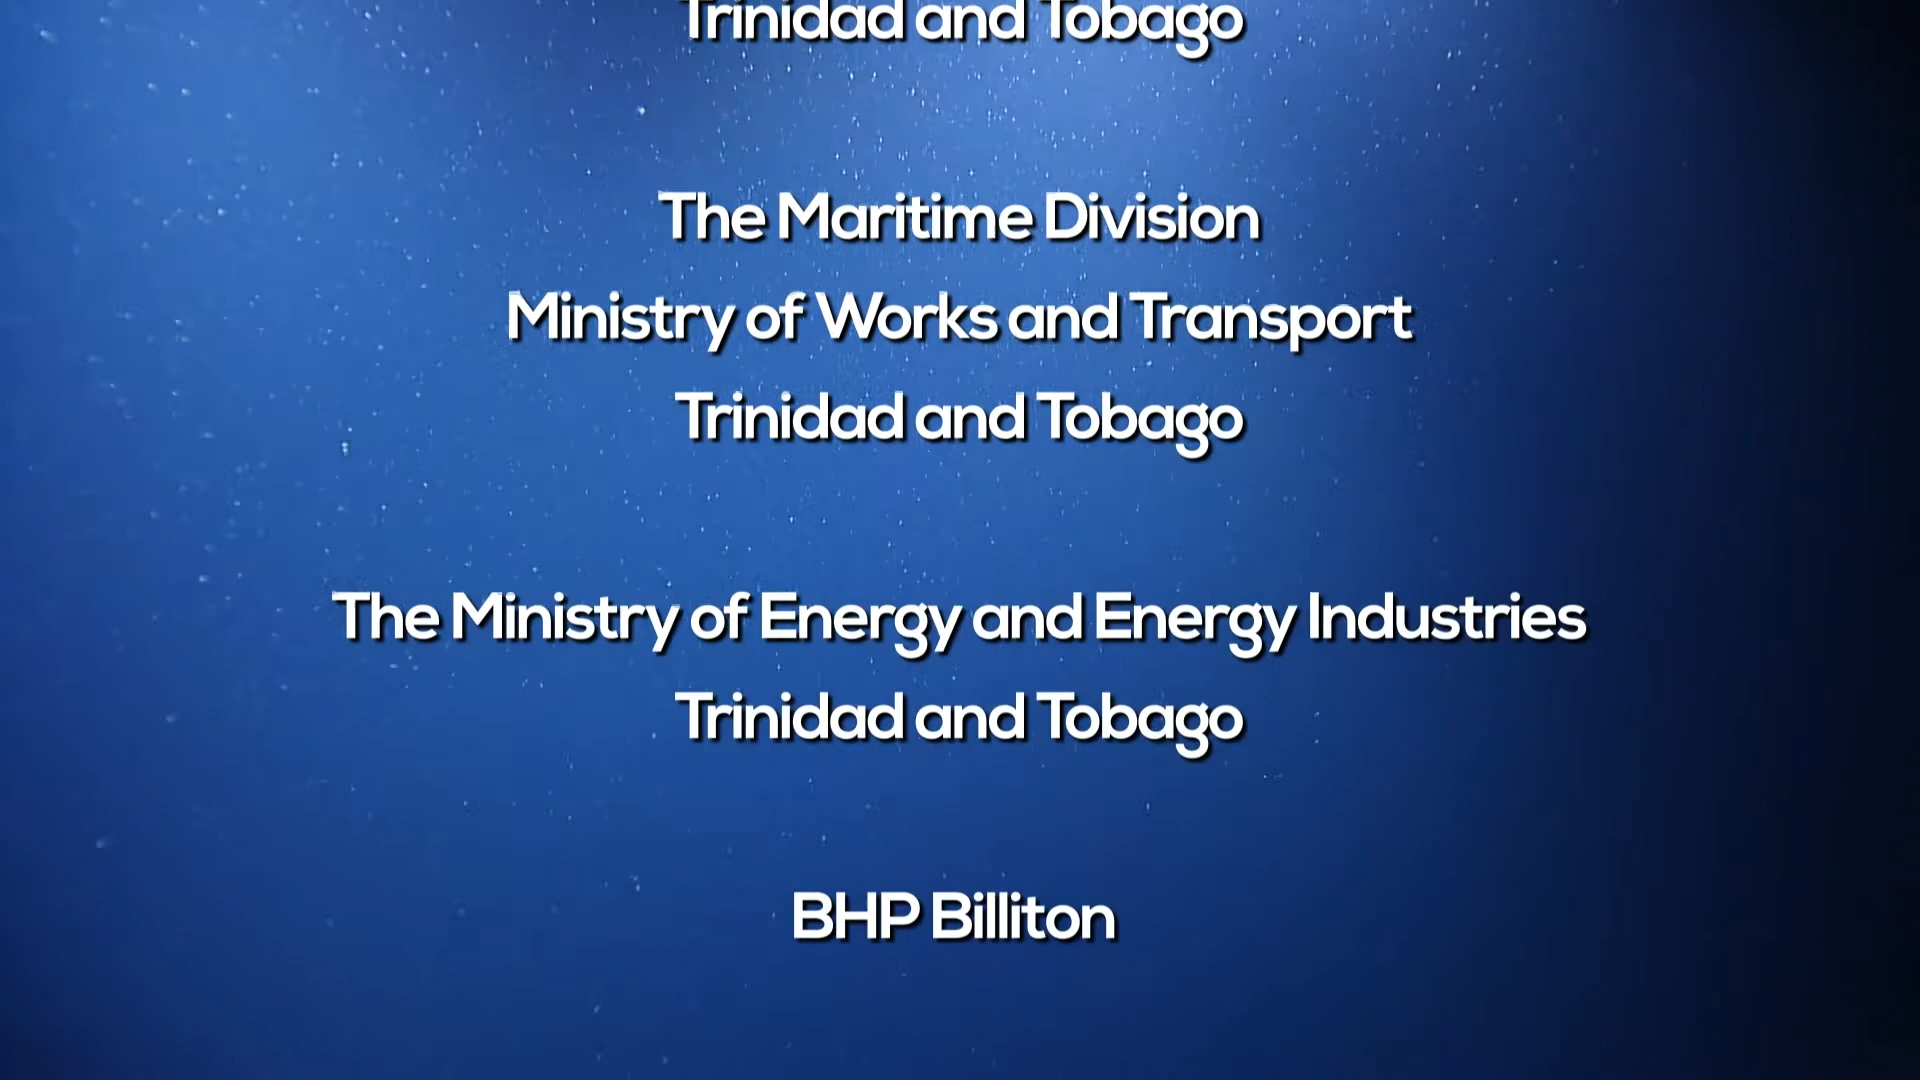 Trinidad and Tobago
The Maritime Division
Ministry of Works and Transport
Trinidad and Tobago
The Ministry of Energy and Energy Industries
Trinidad and Tobago
BHP Billiton